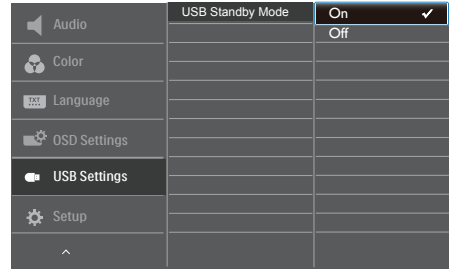 Audio
Color
TXT
Language
OSD Settings
USB Settings
Setup
USB Standby Mode
On
Off